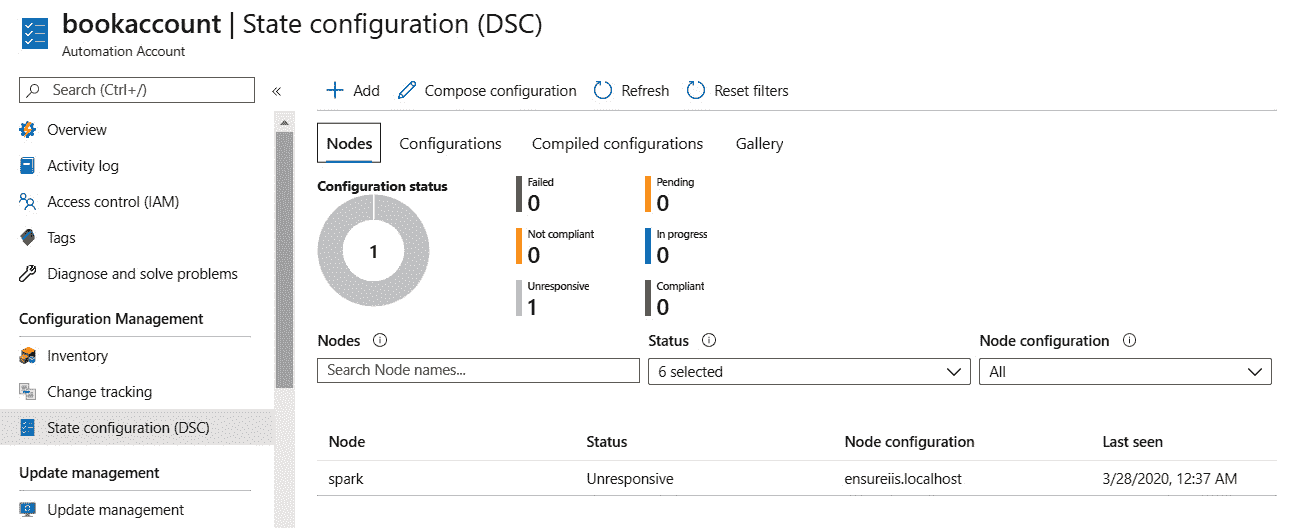 bookaccount | State configuration (DSC)
Automation Account
Search (Ctrl+/)
«
Overview
Activity log
Access control (IAM)
Tags
Diagnose and solve problems
Configuration Management
Inventory
Change tracking
State configuration (DSC)
Update management
Update management
Add
Compose configuration
Refresh
Reset filters
Nodes
Configurations
Compiled configurations
Gallery
Configuration status
1
Failed
0
Pending
0
Not compliant
0
In progress
0
Unresponsive
1
Compliant
0
Nodes
Search Node names...
Status
6 selected
Node configuration
All
Node Status Node configuration Last seen
spark Unresponsive ensureiis.localhost 3/28/2020, 12:37 AM